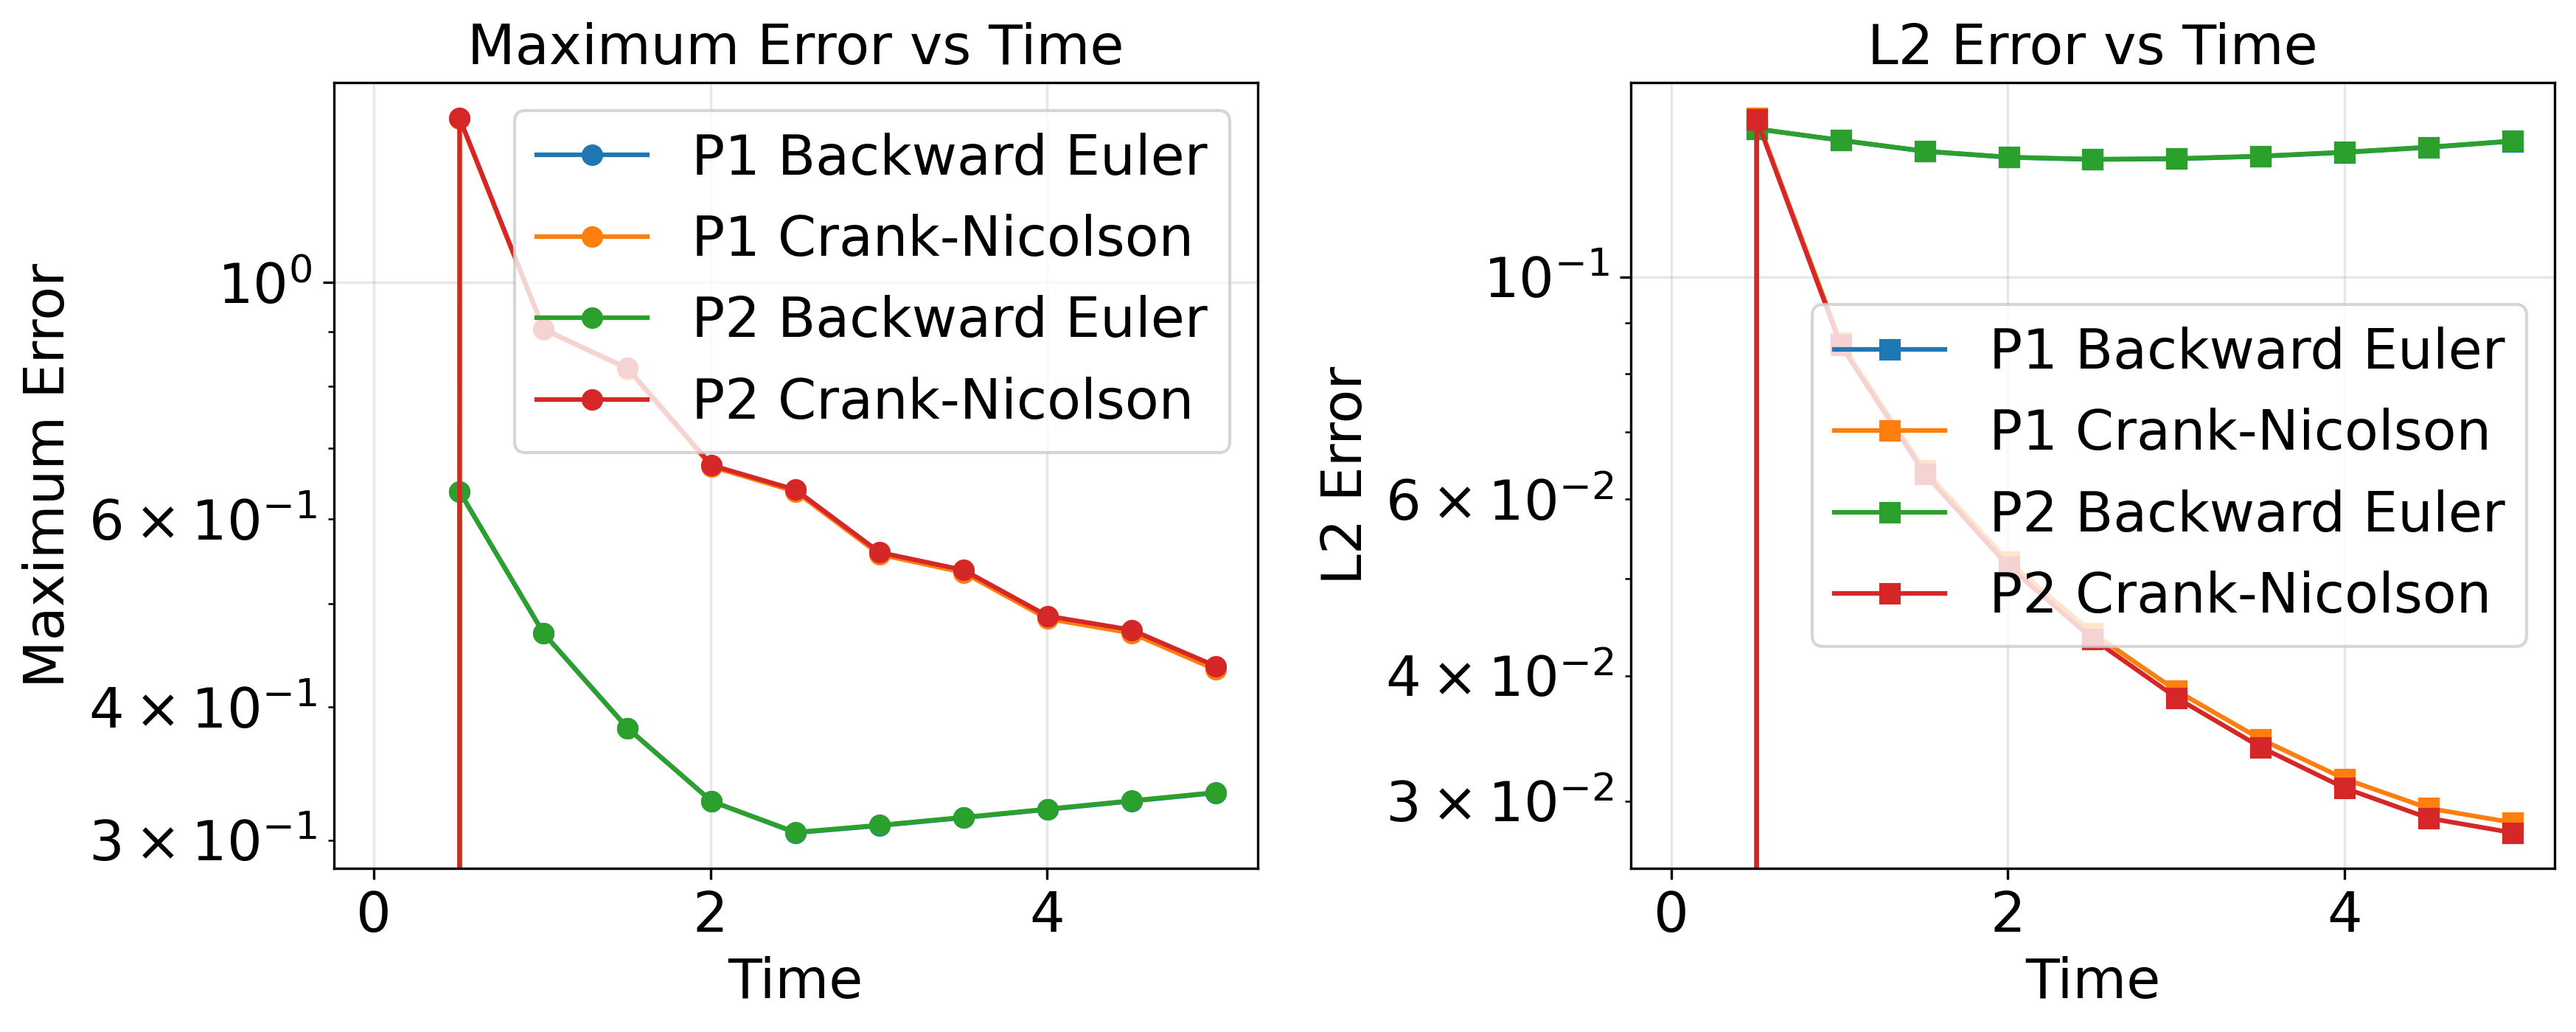 Maximum Error vs Time
Maximum Error
10⁰
6 × 10⁻¹
4 × 10⁻¹
3 × 10⁻¹
P1 Backward Euler
P1 Crank-Nicolson
P2 Backward Euler
P2 Crank-Nicolson
0 2 4
Time
L2 Error vs Time
L2 Error
10⁻¹
6 × 10⁻²
4 × 10⁻²
3 × 10⁻²
P1 Backward Euler
P1 Crank-Nicolson
P2 Backward Euler
P2 Crank-Nicolson
0 2 4
Time